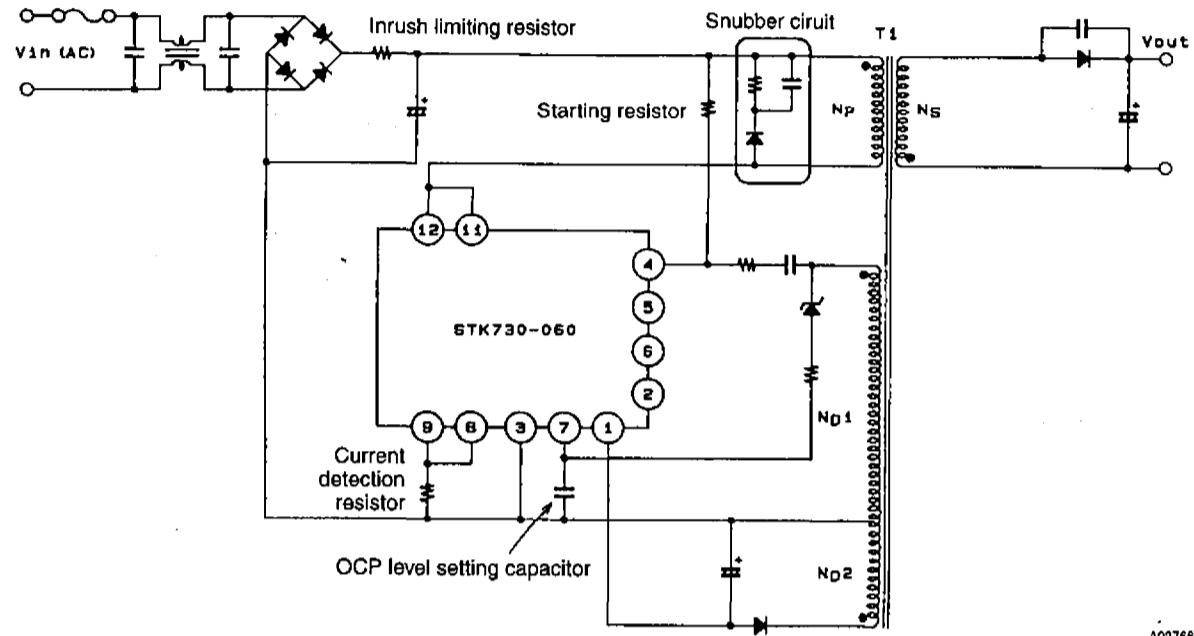 Inrush limiting resistor
Snubber ciruit
T1
Vin (AC)
Vout
Starting resistor
NP
NS
12
11
4
5
STK730-060
6
2
ND1
9
8
3
7
1
Current
detection
resistor
OCP level setting capacitor
ND2
A02768